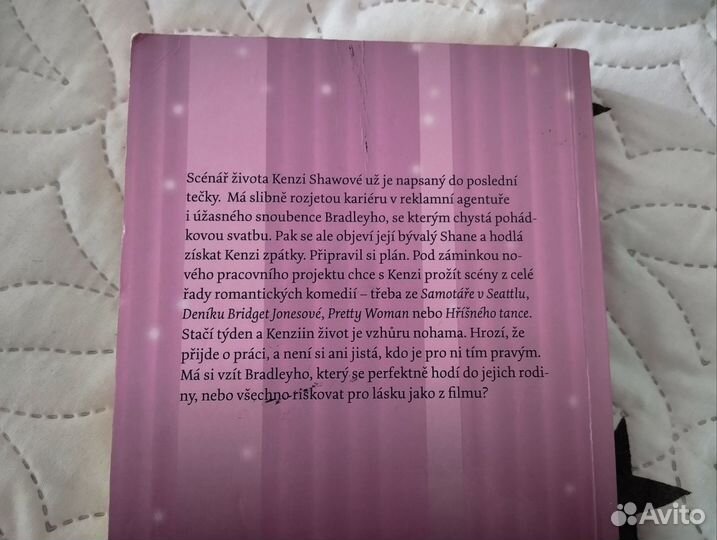 Scénář života Kenzi Shawové už je napsaný do poslední
tečky. Má slibně rozjetou kariéru v reklamní agentuře
i úžasného snoubence Bradleyho, se kterým chystá pohád-
kovou svatbu. Pak se ale objeví její bývalý Shane a hodlá
získat Kenzi zpátky. Připravil si plán. Pod záminkou no-
vého pracovního projektu chce s Kenzi prožít scény z celé
řady romantických komedií – třeba ze Samotáře v Seattlu,
Deníku Bridget Jonesové, Pretty Woman nebo Hříšného tance.
Stačí týden a Kenziin život je vzhůru nohama. Hrozí, že
přijde o práci, a není si ani jistá, kdo je pro ni tím pravým.
Má si vzít Bradleyho, který se perfektně hodí do jejich rodi-
ny, nebo všechno riskovat pro lásku jako z filmu?
Avito